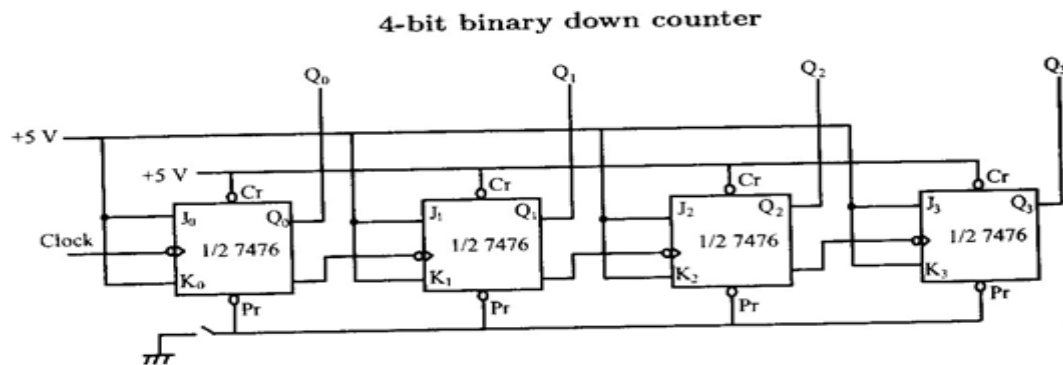 4-bit binary down counter
Q₀ Q₁ Q₂ Q₃
+5 V
+5 V
Cr Cr Cr Cr
J₀ Q₀ J₁ Q₁ J₂ Q₂ J₃ Q₃
Clock 1/2 7476 1/2 7476 1/2 7476 1/2 7476
K₀ K₁ K₂ K₃
Pr Pr Pr Pr